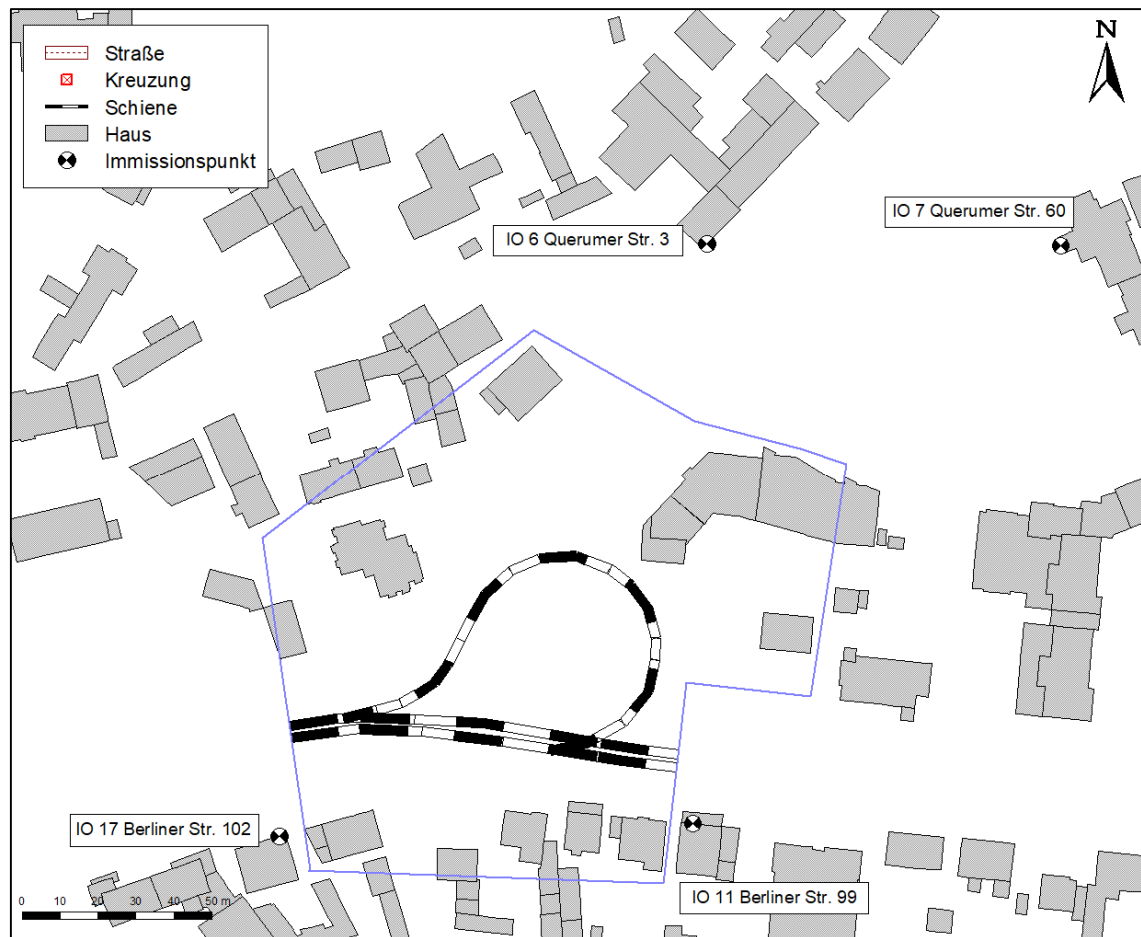 Straße
Kreuzung
Schiene
Haus
Immissionspunkt
N
IO 7 Querumer Str. 60
IO 6 Querumer Str. 3
IO 17 Berliner Str. 102
IO 11 Berliner Str. 99
0 10 20 30 40 50 m